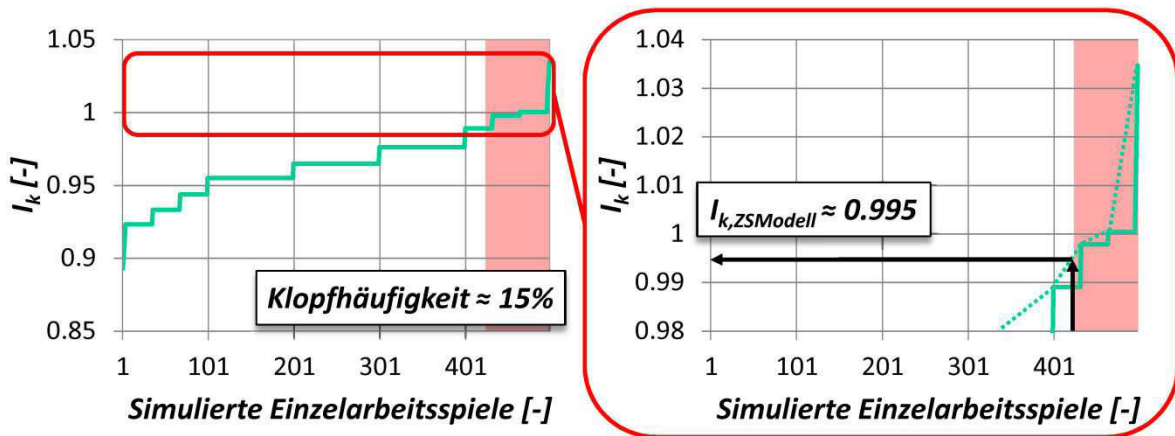 1.05
1
0.95
0.9
0.85
I_k [-]
Klopfhäufigkeit ≈ 15%
1 101 201 301 401
Simulierte Einzelarbeitsspiele [-]
1.04
1.03
1.02
1.01
1
0.99
0.98
I_k [-]
I_k,ZSModell ≈ 0.995
1 101 201 301 401
Simulierte Einzelarbeitsspiele [-]